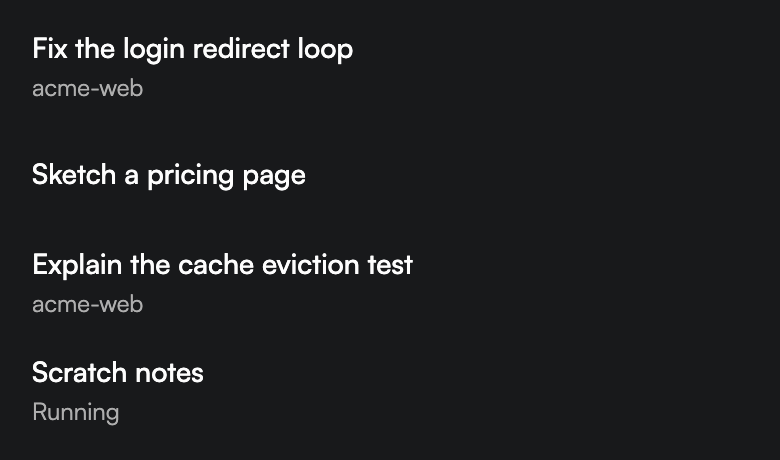 Fix the login redirect loop
acme-web
Sketch a pricing page
Explain the cache eviction test
acme-web
Scratch notes
Running